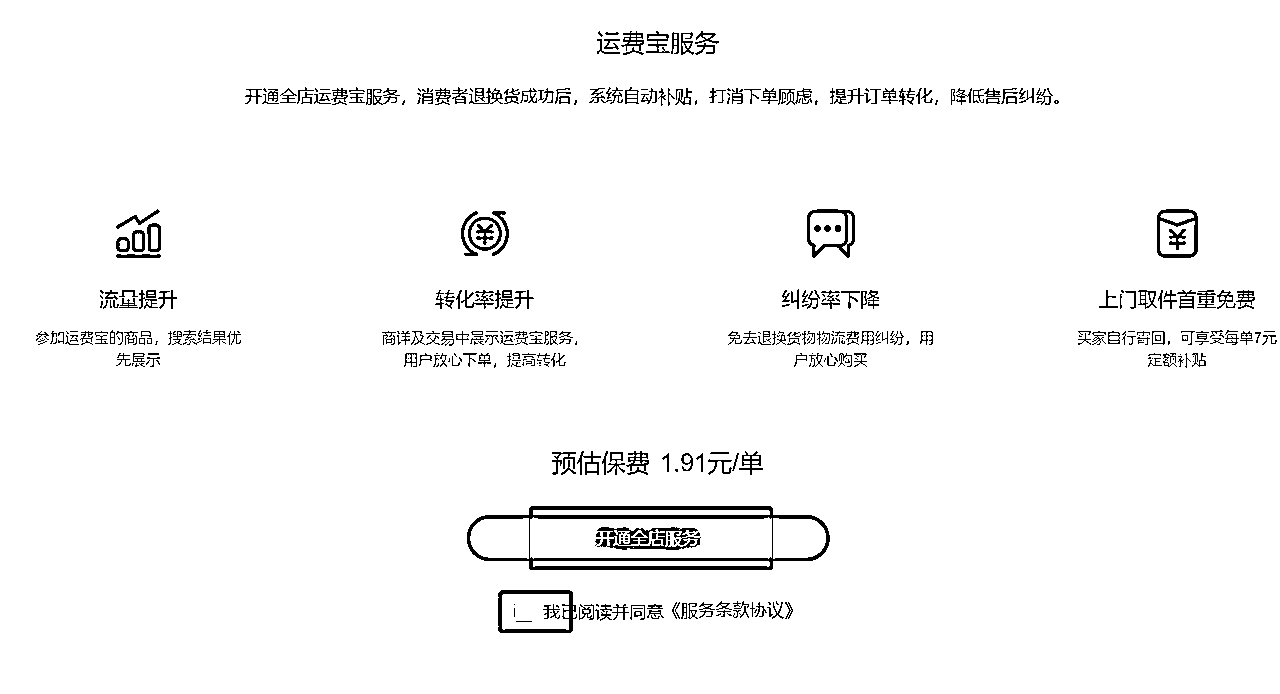 运费宝服务
开通全店运费宝服务，消费者退换货成功后，系统自动补贴，打消下单顾虑，提升订单转化，降低售后纠纷。
流量提升
参加运费宝的商品，搜索结果优
先展示
转化率提升
商详及交易中展示运费宝服务，
用户放心下单，提高转化
纠纷率下降
免去退换货物物流费用纠纷，用
户放心购买
上门取件首重免费
买家自行寄回，可享受每单7元
定额补贴
预估保费 1.91元/单
开通全店服务
我已阅读并同意《服务条款协议》